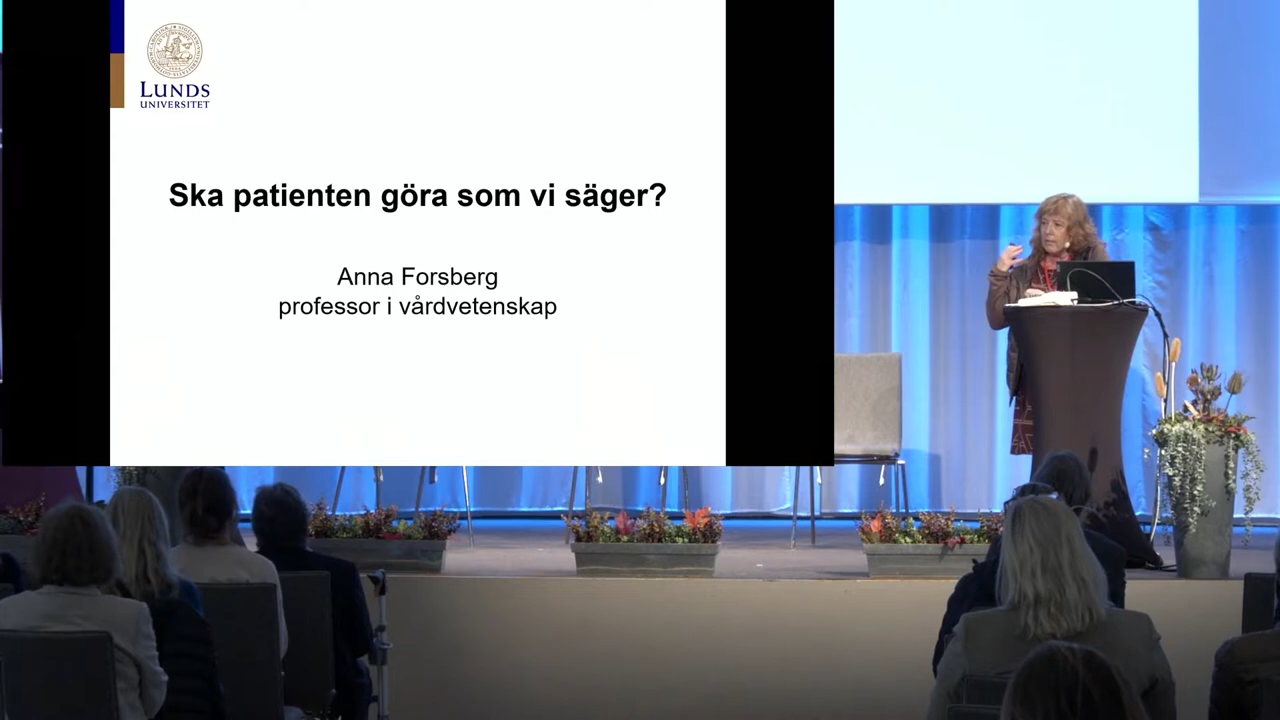 LUNDS
UNIVERSITET
Ska patienten göra som vi säger?
Anna Forsberg
professor i vårdvetenskap